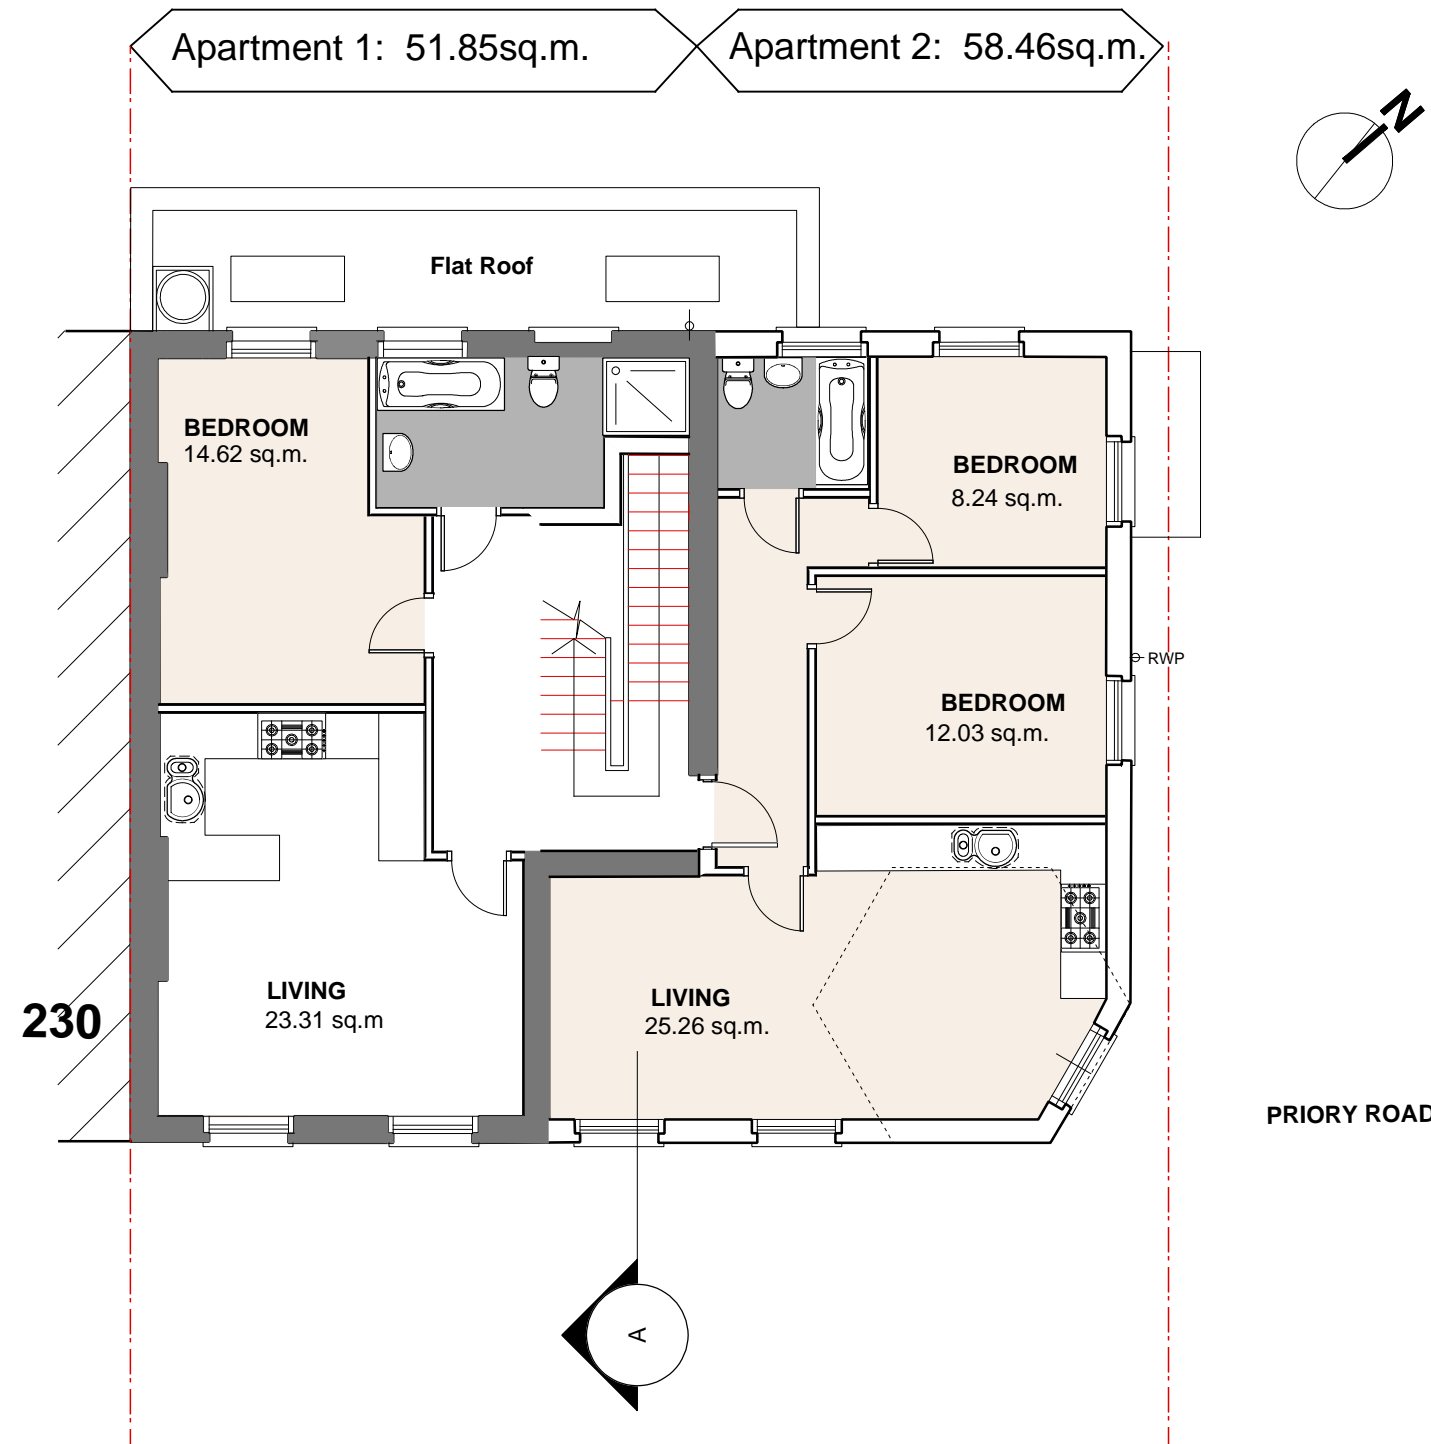 Apartment 1: 51.85sq.m.
Apartment 2: 58.46sq.m.
N
Flat Roof
BEDROOM
14.62 sq.m.
BEDROOM
8.24 sq.m.
RWP
BEDROOM
12.03 sq.m.
LIVING
23.31 sq.m
LIVING
25.26 sq.m.
230
PRIORY ROAD
A